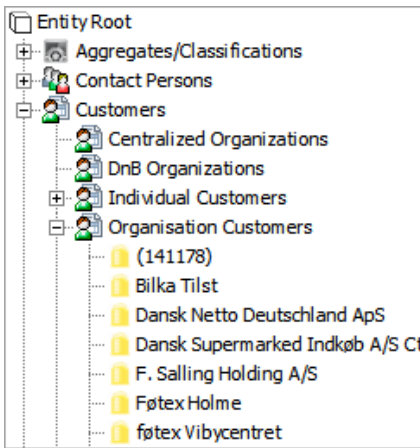 Entity Root
Aggregates/Classifications
Contact Persons
Customers
Centralized Organizations
DnB Organizations
Individual Customers
Organisation Customers
(141178)
Bilka Tilst
Dansk Netto Deutschland ApS
Dansk Supermarked Indkøb A/S
F. Salling Holding A/S
Føtex Holme
føtex Vibycentret